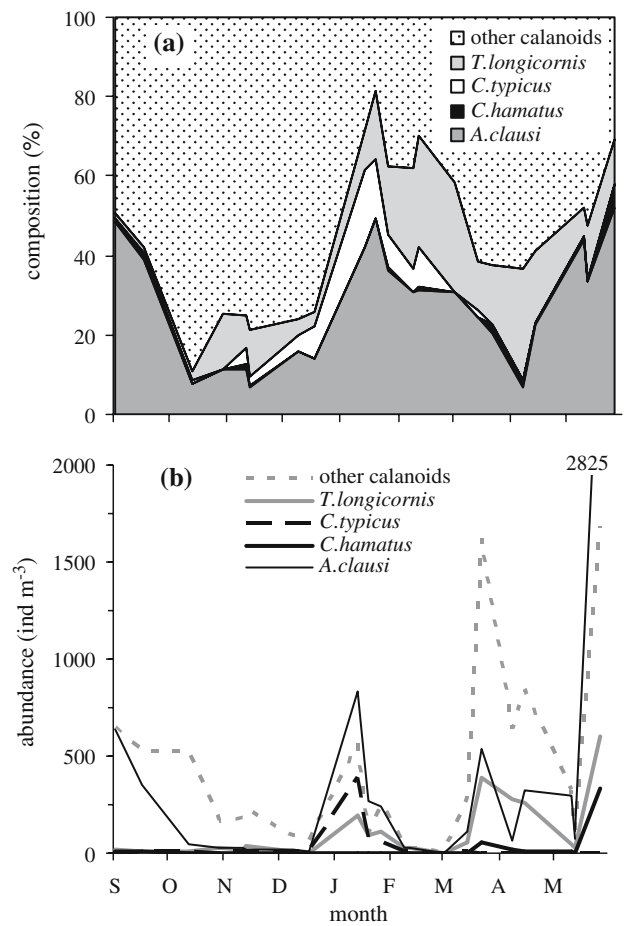 100
(a)
other calanoids
T.longicornis
C.typicus
C.hamatus
A.clausi
80
60
40
20
0
composition (%)
2000
(b)
2825
other calanoids
T.longicornis
C.typicus
C.hamatus
A.clausi
1500
1000
500
0
abundance (ind m-3)
S O N D J F M A M
month